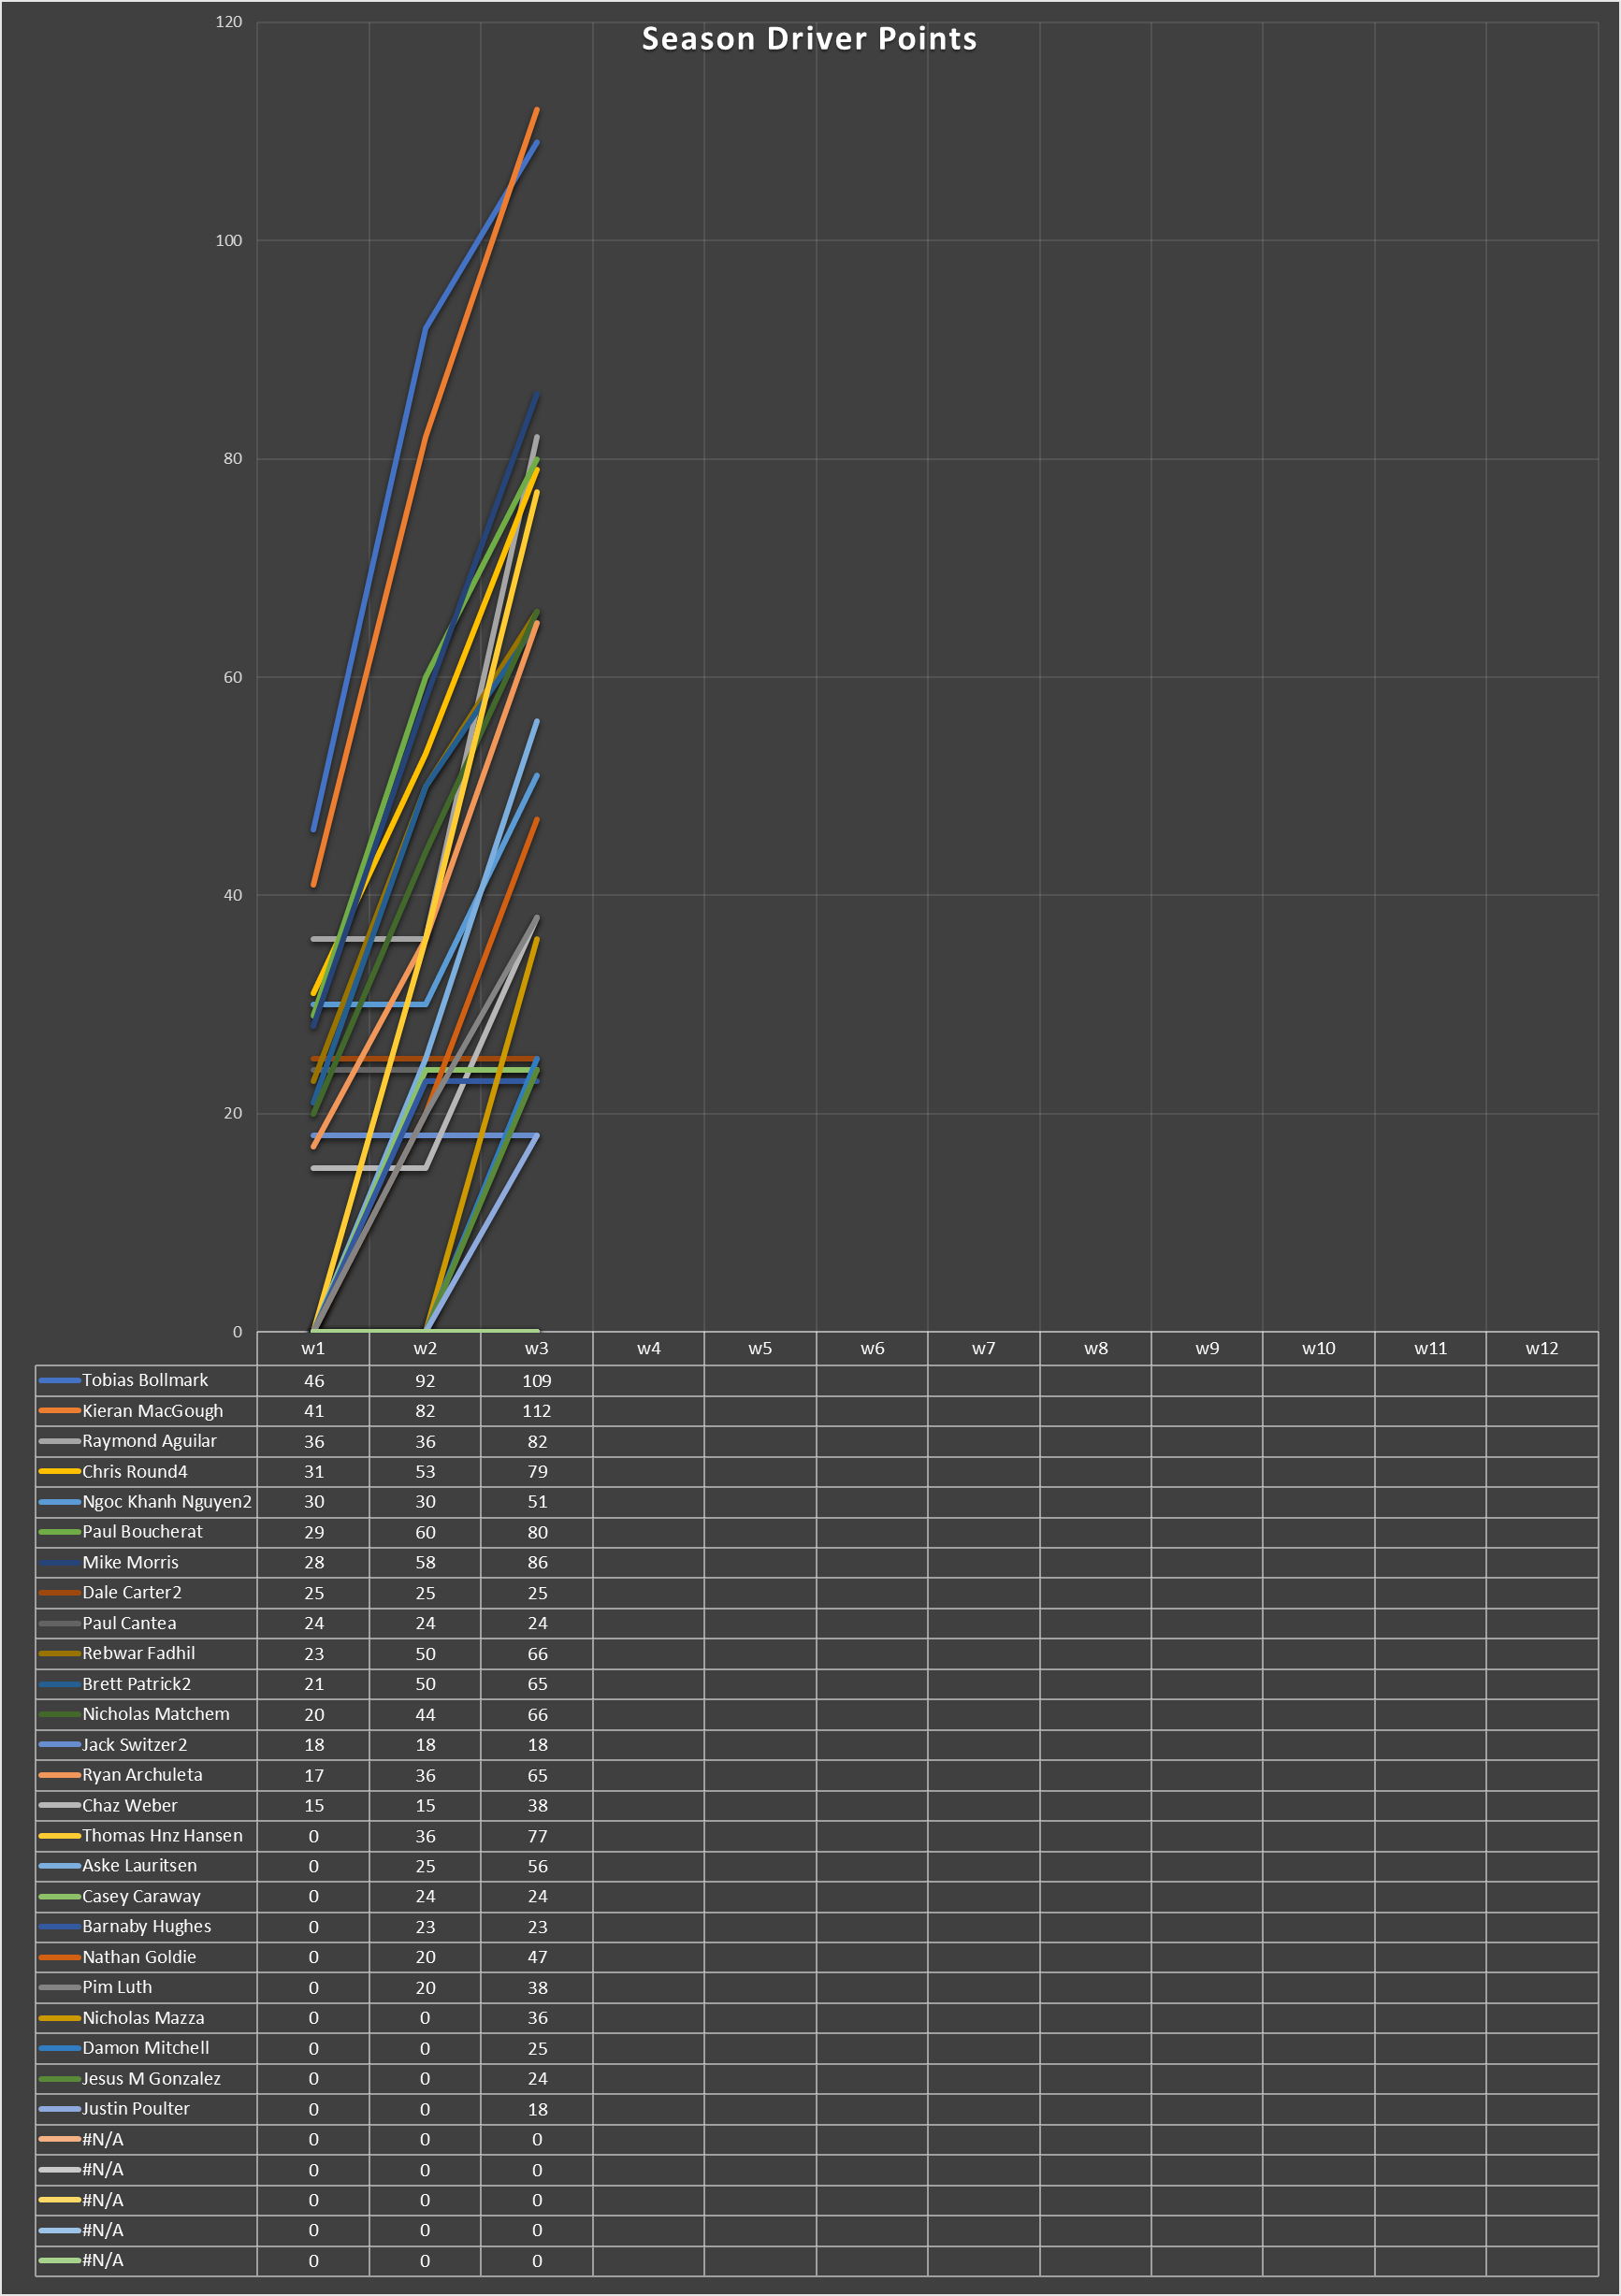 Season Driver Points
120
100
80
60
40
20
0
w1 w2 w3 w4 w5 w6 w7 w8 w9 w10 w11 w12
Tobias Bollmark 46 92 109
Kieran MacGough 41 82 112
Raymond Aguilar 36 36 82
Chris Round4 31 53 79
Ngoc Khanh Nguyen2 30 30 51
Paul Boucherat 29 60 80
Mike Morris 28 58 86
Dale Carter2 25 25 25
Paul Cantea 24 24 24
Rebwar Fadhil 23 50 66
Brett Patrick2 21 50 65
Nicholas Matchem 20 44 66
Jack Switzer2 18 18 18
Ryan Archuleta 17 36 65
Chaz Weber 15 15 38
Thomas Hnz Hansen 0 36 77
Aske Lauritsen 0 25 56
Casey Caraway 0 24 24
Barnaby Hughes 0 23 23
Nathan Goldie 0 20 47
Pim Luth 0 20 38
Nicholas Mazza 0 0 36
Damon Mitchell 0 0 25
Jesus M Gonzalez 0 0 24
Justin Poulter 0 0 18
#N/A 0 0 0
#N/A 0 0 0
#N/A 0 0 0
#N/A 0 0 0
#N/A 0 0 0